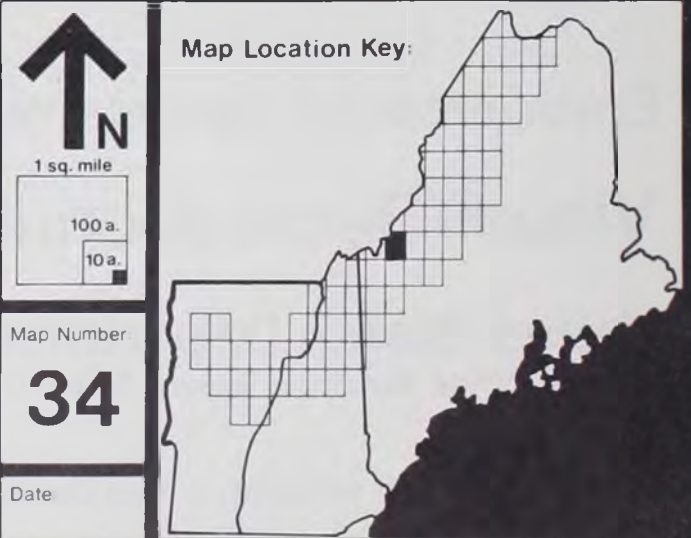 N
1 sq. mile
100 a.
10 a.
Map Number:
34
Date
Map Location Key: